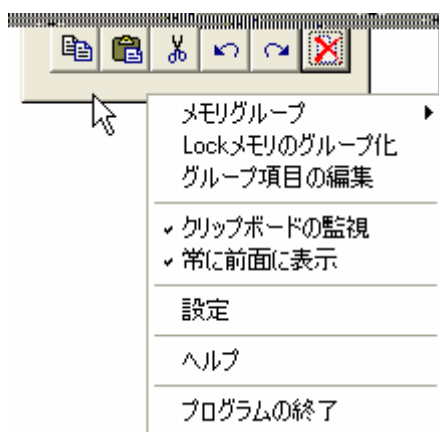 メモリグループ
Lockメモリのグループ化
グループ項目の編集
クリップボードの監視
常に前面に表示
設定
ヘルプ
プログラムの終了